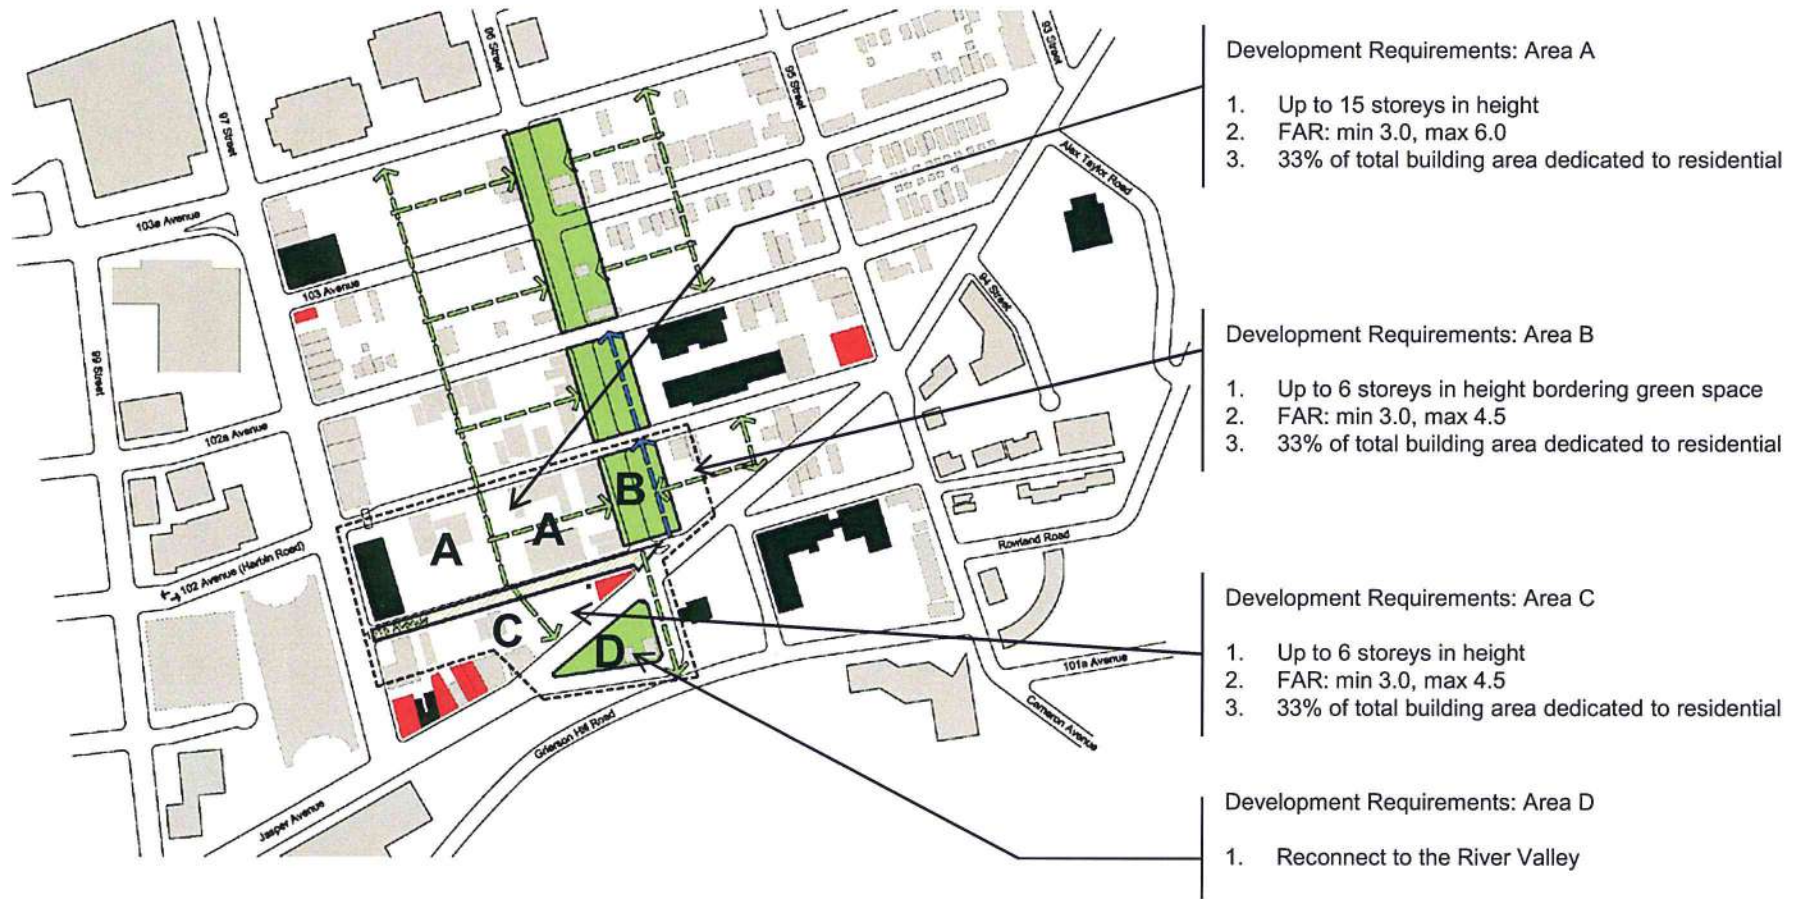 Development Requirements: Area A
1. Up to 15 storeys in height
2. FAR: min 3.0, max 6.0
3. 33% of total building area dedicated to residential
Development Requirements: Area B
1. Up to 6 storeys in height bordering green space
2. FAR: min 3.0, max 4.5
3. 33% of total building area dedicated to residential
Development Requirements: Area C
1. Up to 6 storeys in height
2. FAR: min 3.0, max 4.5
3. 33% of total building area dedicated to residential
Development Requirements: Area D
1. Reconnect to the River Valley
96 Street
93 Street
95 Street
97 Street
Alex Taylor Road
103a Avenue
103 Avenue
94 Street
99 Street
102a Avenue
B
A
A
Rowland Road
102 Avenue (Harbin Road)
C
D
101a Avenue
Cameron Avenue
Grierson Hill Road
Jasper Avenue